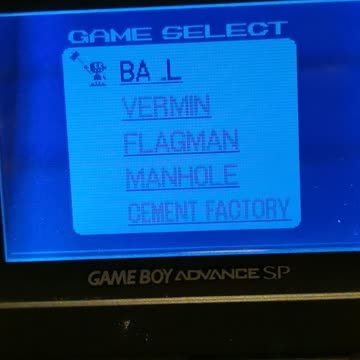 GAME SELECT
BA .L
VERMIN
FLAGMAN
MANHOLE
CEMENT FACTORY
GAME BOY ADVANCE SP